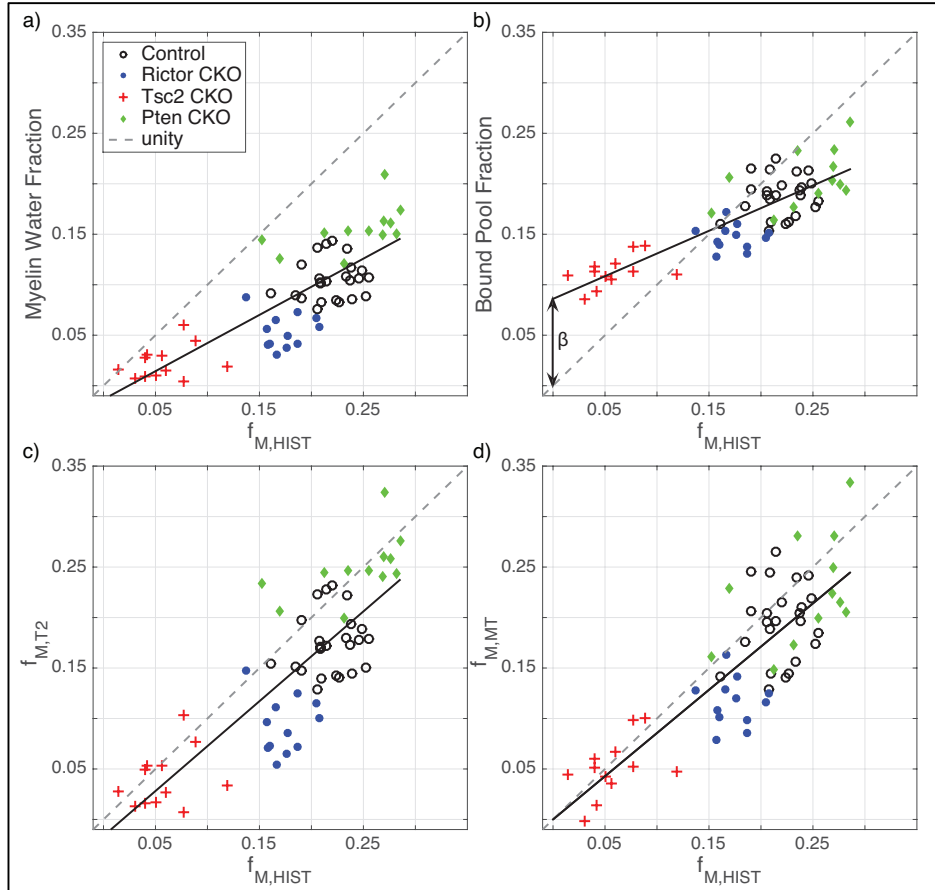 a)
0.35
0.25
0.15
0.05
Myelin Water Fraction
Control
Rictor CKO
Tsc2 CKO
Pten CKO
unity
0.05 0.15 0.25
f_M,HIST
b)
0.35
0.25
0.15
0.05
Bound Pool Fraction
β
0.05 0.15 0.25
f_M,HIST
c)
0.35
0.25
0.15
0.05
f_M,T2
0.05 0.15 0.25
f_M,HIST
d)
0.35
0.25
0.15
0.05
f_M,MT
0.05 0.15 0.25
f_M,HIST